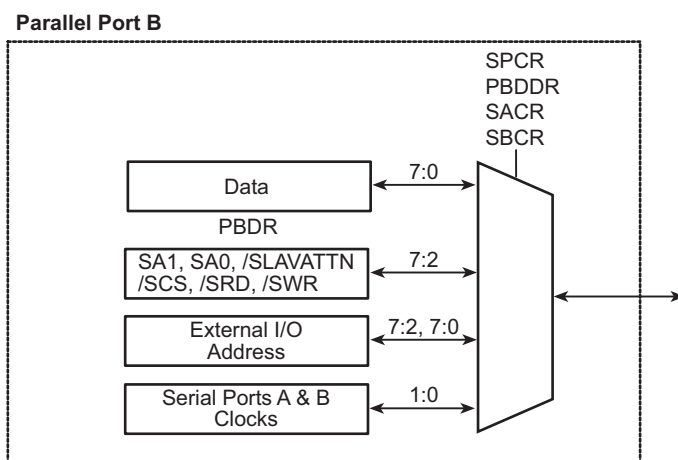 Parallel Port B
SPCR
PBDDR
SACR
SBCR
Data
7:0
PBDR
SA1, SA0, /SLAVATTN
/SCS, /SRD, /SWR
7:2
External I/O
Address
7:2, 7:0
Serial Ports A & B
Clocks
1:0